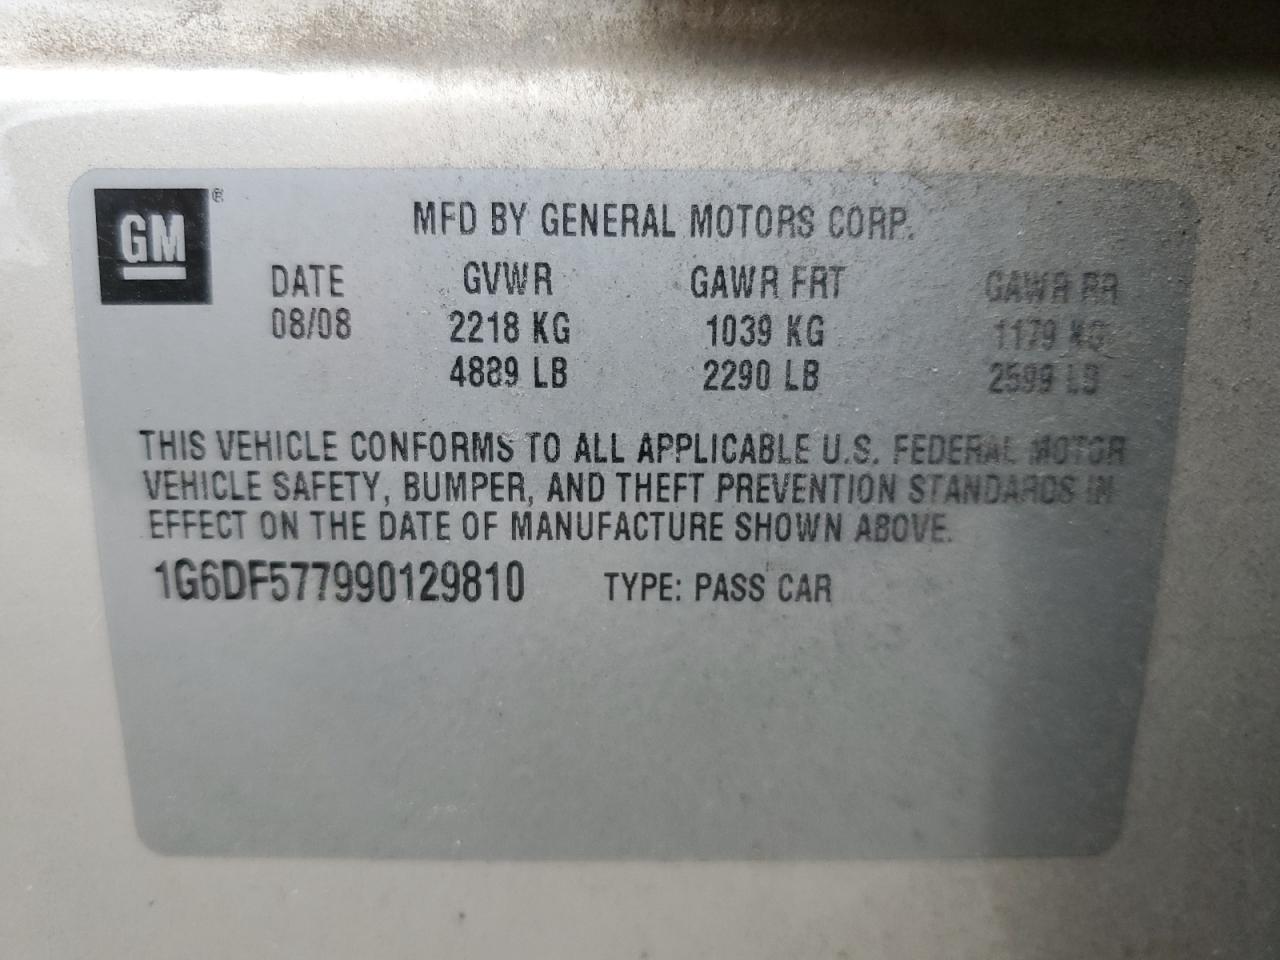 GM ®
MFD BY GENERAL MOTORS CORP.
DATE GVWR GAWR FRT GAWR RR
08/08 2218 KG 1039 KG 1179 KG
4889 LB 2290 LB 2599 LB
THIS VEHICLE CONFORMS TO ALL APPLICABLE U.S. FEDERAL MOTOR
VEHICLE SAFETY, BUMPER, AND THEFT PREVENTION STANDARDS IN
EFFECT ON THE DATE OF MANUFACTURE SHOWN ABOVE.
1G6DF577990129810 TYPE: PASS CAR